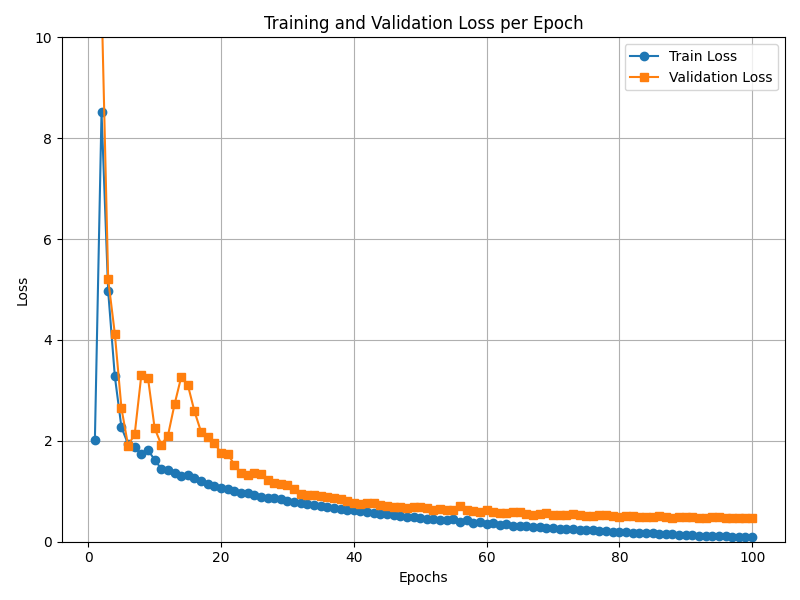 Training and Validation Loss per Epoch
Train Loss
Validation Loss
Loss
10
8
6
4
2
0
0 20 40 60 80 100
Epochs